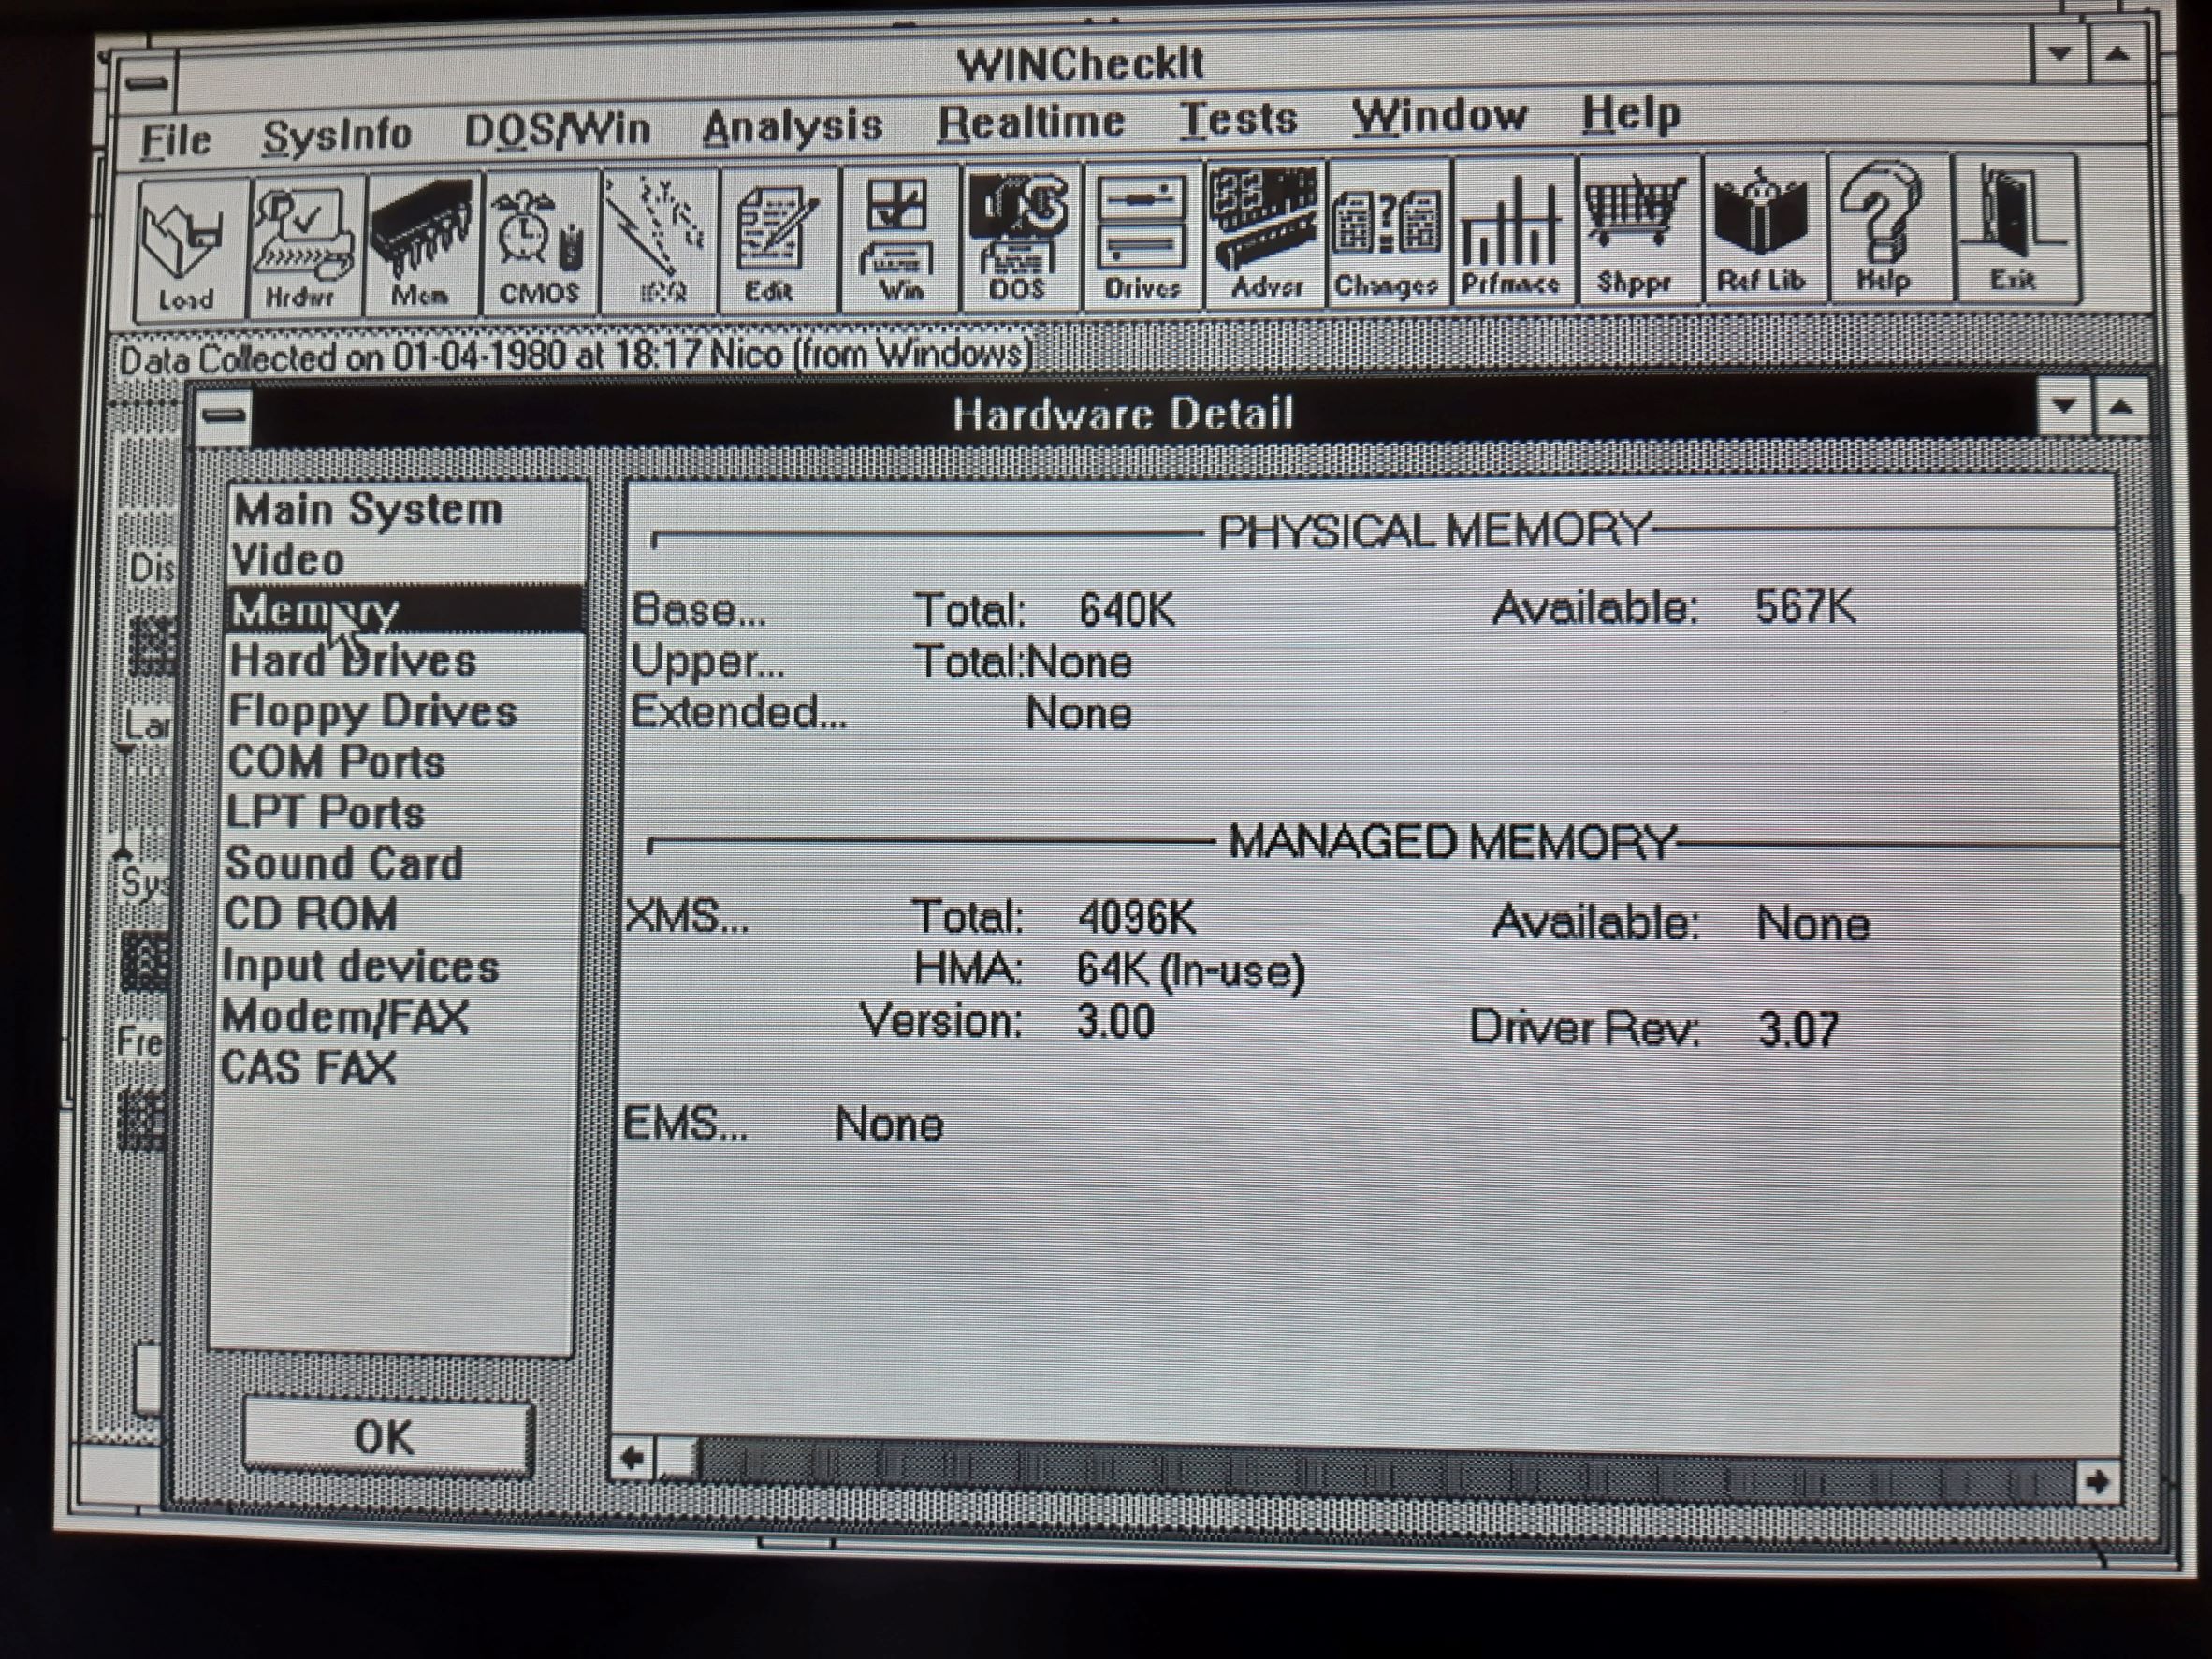 WINCheckIt
File SysInfo DOS/Win Analysis Realtime Tests Window Help
Load Hrdwr Mem CMOS IRQ Edit Win DOS Drives Advsr Changes Prfmnce Shppr Ref Lib Help Exit
Data Collected on 01-04-1980 at 18:17 Nico (from Windows)
Hardware Detail
Main System
Video
Memory
Hard Drives
Floppy Drives
COM Ports
LPT Ports
Sound Card
CD ROM
Input devices
Modem/FAX
CAS FAX
OK
Dis
Lar
Sys
Fre
PHYSICAL MEMORY
Base... Total: 640K Available: 567K
Upper... Total:None
Extended... None
MANAGED MEMORY
XMS... Total: 4096K Available: None
HMA: 64K (In-use)
Version: 3.00 Driver Rev: 3.07
EMS... None